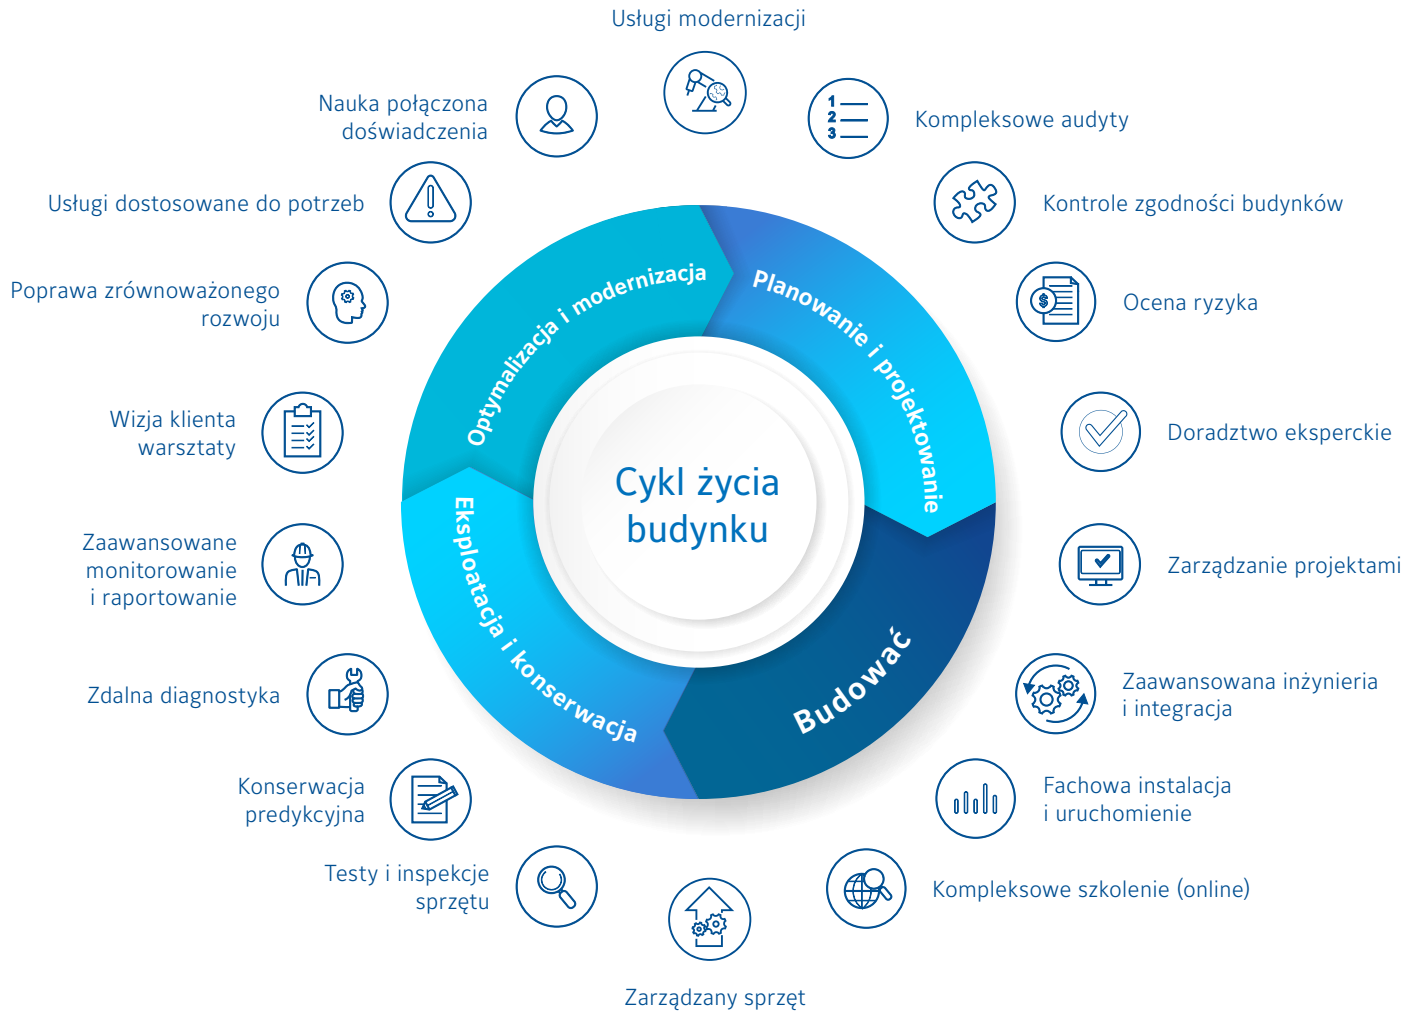 Usługi modernizacji
Nauka połączona
doświadczenia
Kompleksowe audyty
Usługi dostosowane do potrzeb
Kontrole zgodności budynków
Poprawa zrównoważonego
rozwoju
Ocena ryzyka
Wizja klienta
warsztaty
Doradztwo eksperckie
Zaawansowane
monitorowanie
i raportowanie
Zarządzanie projektami
Zdalna diagnostyka
Zaawansowana inżynieria
i integracja
Konserwacja
predykcyjna
Fachowa instalacja
i uruchomienie
Testy i inspekcje
sprzętu
Kompleksowe szkolenie (online)
Zarządzany sprzęt
Optymalizacja i modernizacja
Planowanie i projektowanie
Budować
Eksploatacja i konserwacja
Cykl życia
budynku
1
2
3
$